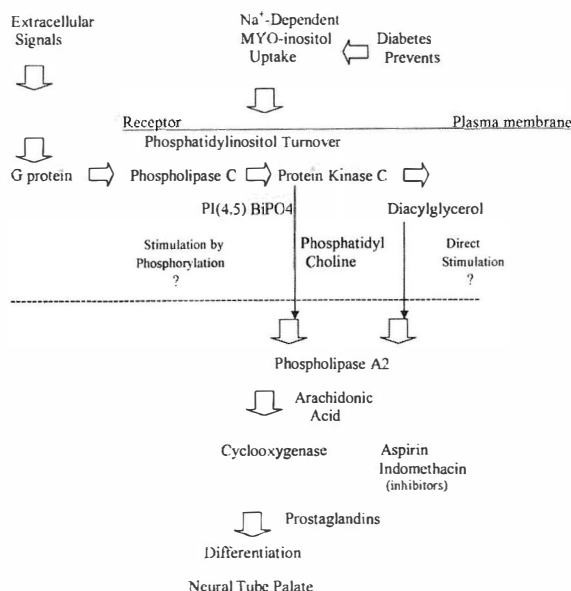 Extracellular
Signals
Na+-Dependent
MYO-inositol
Uptake
Diabetes
Prevents
Receptor
Plasma membrane
Phosphatidylinositol Turnover
G protein
Phospholipase C
Protein Kinase C
PI(4.5) BiPO4
Diacylglycerol
Stimulation by
Phosphorylation
?
Phosphatidyl
Choline
Direct
Stimulation
?
Phospholipase A2
Arachidonic
Acid
Cyclooxygenase
Aspirin
Indomethacin
(inhibitors)
Prostaglandins
Differentiation
Neural Tube Palate